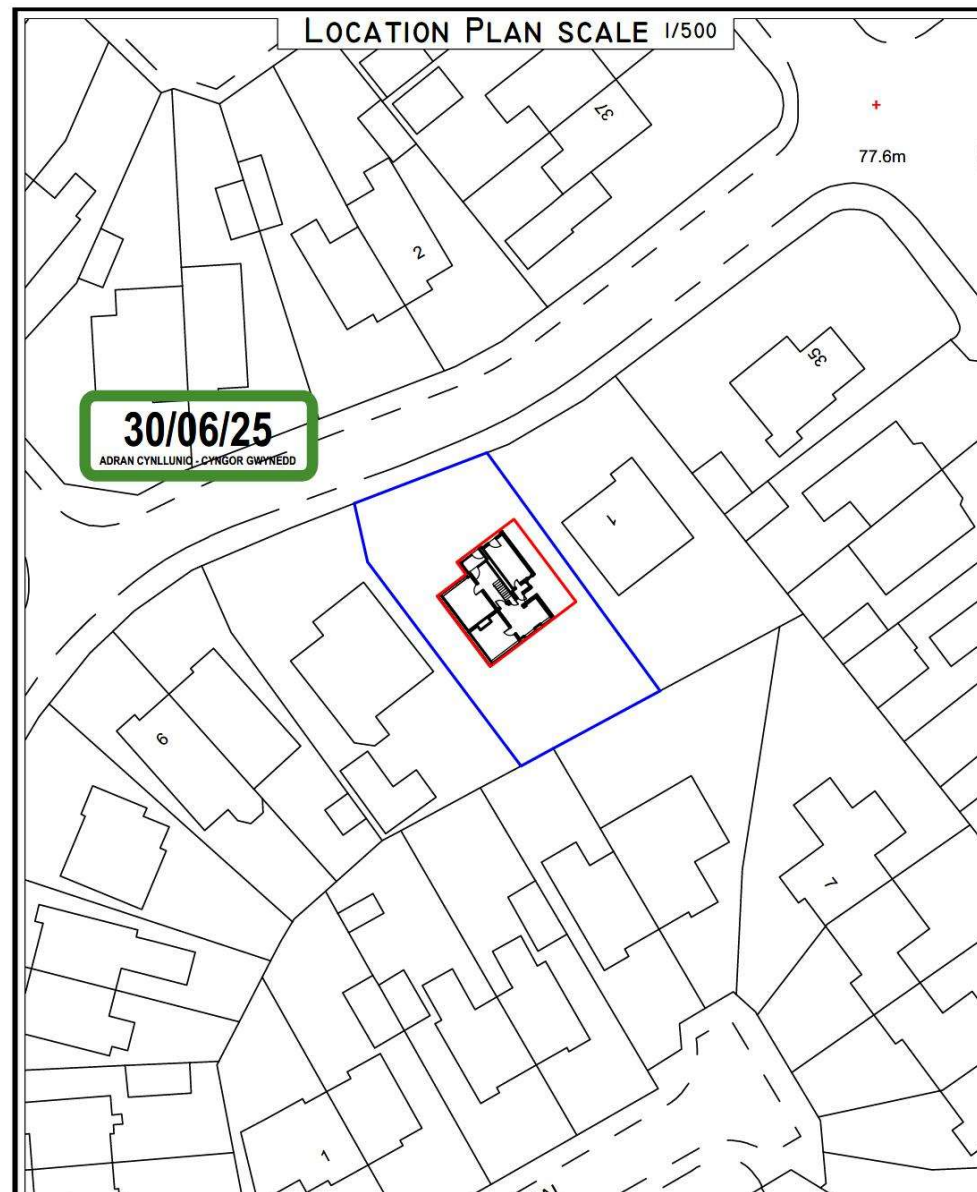 LOCATION PLAN SCALE 1/500
37
77.6m
2
35
30/06/25
ADRAN CYNLLUNIO - CYNGOR GWYNEDD
1
6
7
1